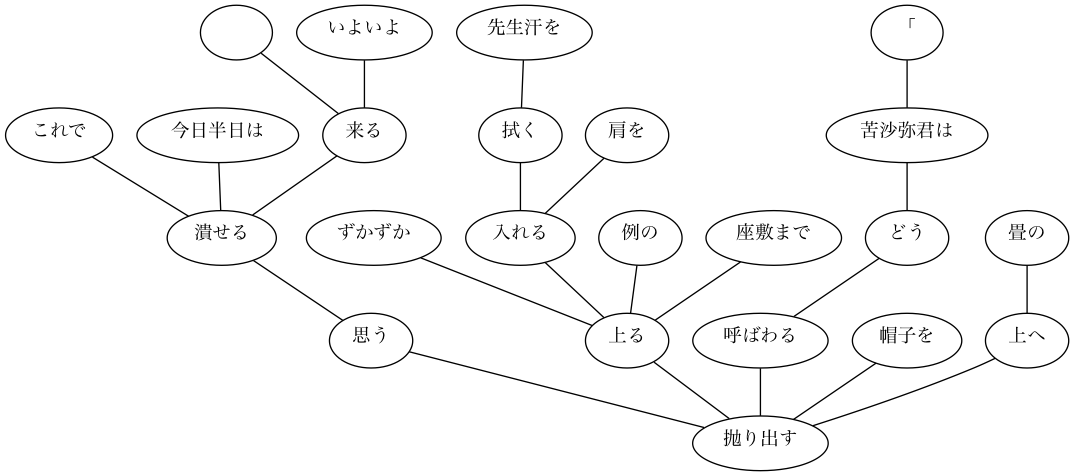 いよいよ
先生汗を
「
これで
今日半日は
来る
拭く
肩を
苦沙弥君は
潰せる
ずかずか
入れる
例の
座敷まで
どう
畳の
思う
上る
呼ばわる
帽子を
上へ
抛り出す